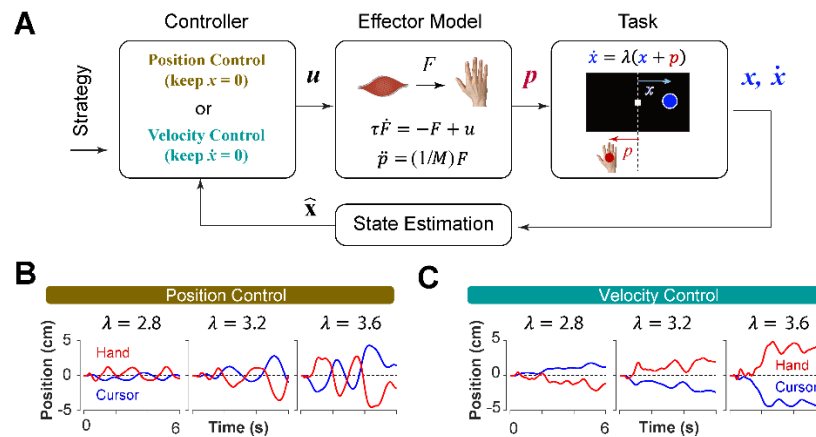 A
Controller
Effector Model
Task
Strategy
Position Control
(keep x = 0)
or
Velocity Control
(keep ẋ = 0)
u
F
τḞ = −F + u
p̈ = (1/M)F
p
ẋ = λ(x + p)
x
p
x, ẋ
x̂
State Estimation
B
Position Control
λ = 2.8
λ = 3.2
λ = 3.6
Position (cm)
5
0
-5
Hand
Cursor
0
6
Time (s)
C
Velocity Control
λ = 2.8
λ = 3.2
λ = 3.6
Position (cm)
5
0
-5
Hand
Cursor
0
6
Time (s)